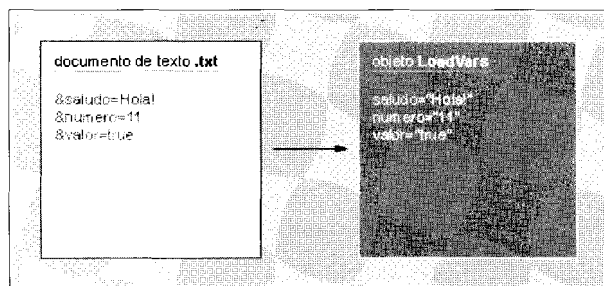 documento de texto .txt
&saludo=Hola!
&numero=11
&valor=true
objeto LoadVars
saludo="Hola!"
numero="11"
valor="true"